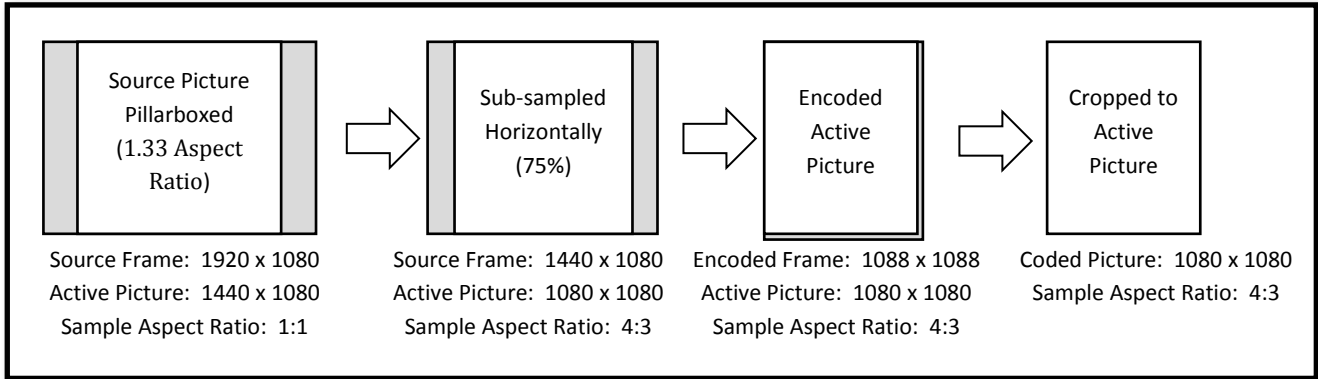 Source Picture
Pillarboxed
(1.33 Aspect
Ratio)
Source Frame: 1920 x 1080
Active Picture: 1440 x 1080
Sample Aspect Ratio: 1:1
Sub-sampled
Horizontally
(75%)
Source Frame: 1440 x 1080
Active Picture: 1080 x 1080
Sample Aspect Ratio: 4:3
Encoded
Active
Picture
Encoded Frame: 1088 x 1088
Active Picture: 1080 x 1080
Sample Aspect Ratio: 4:3
Cropped to
Active
Picture
Coded Picture: 1080 x 1080
Sample Aspect Ratio: 4:3